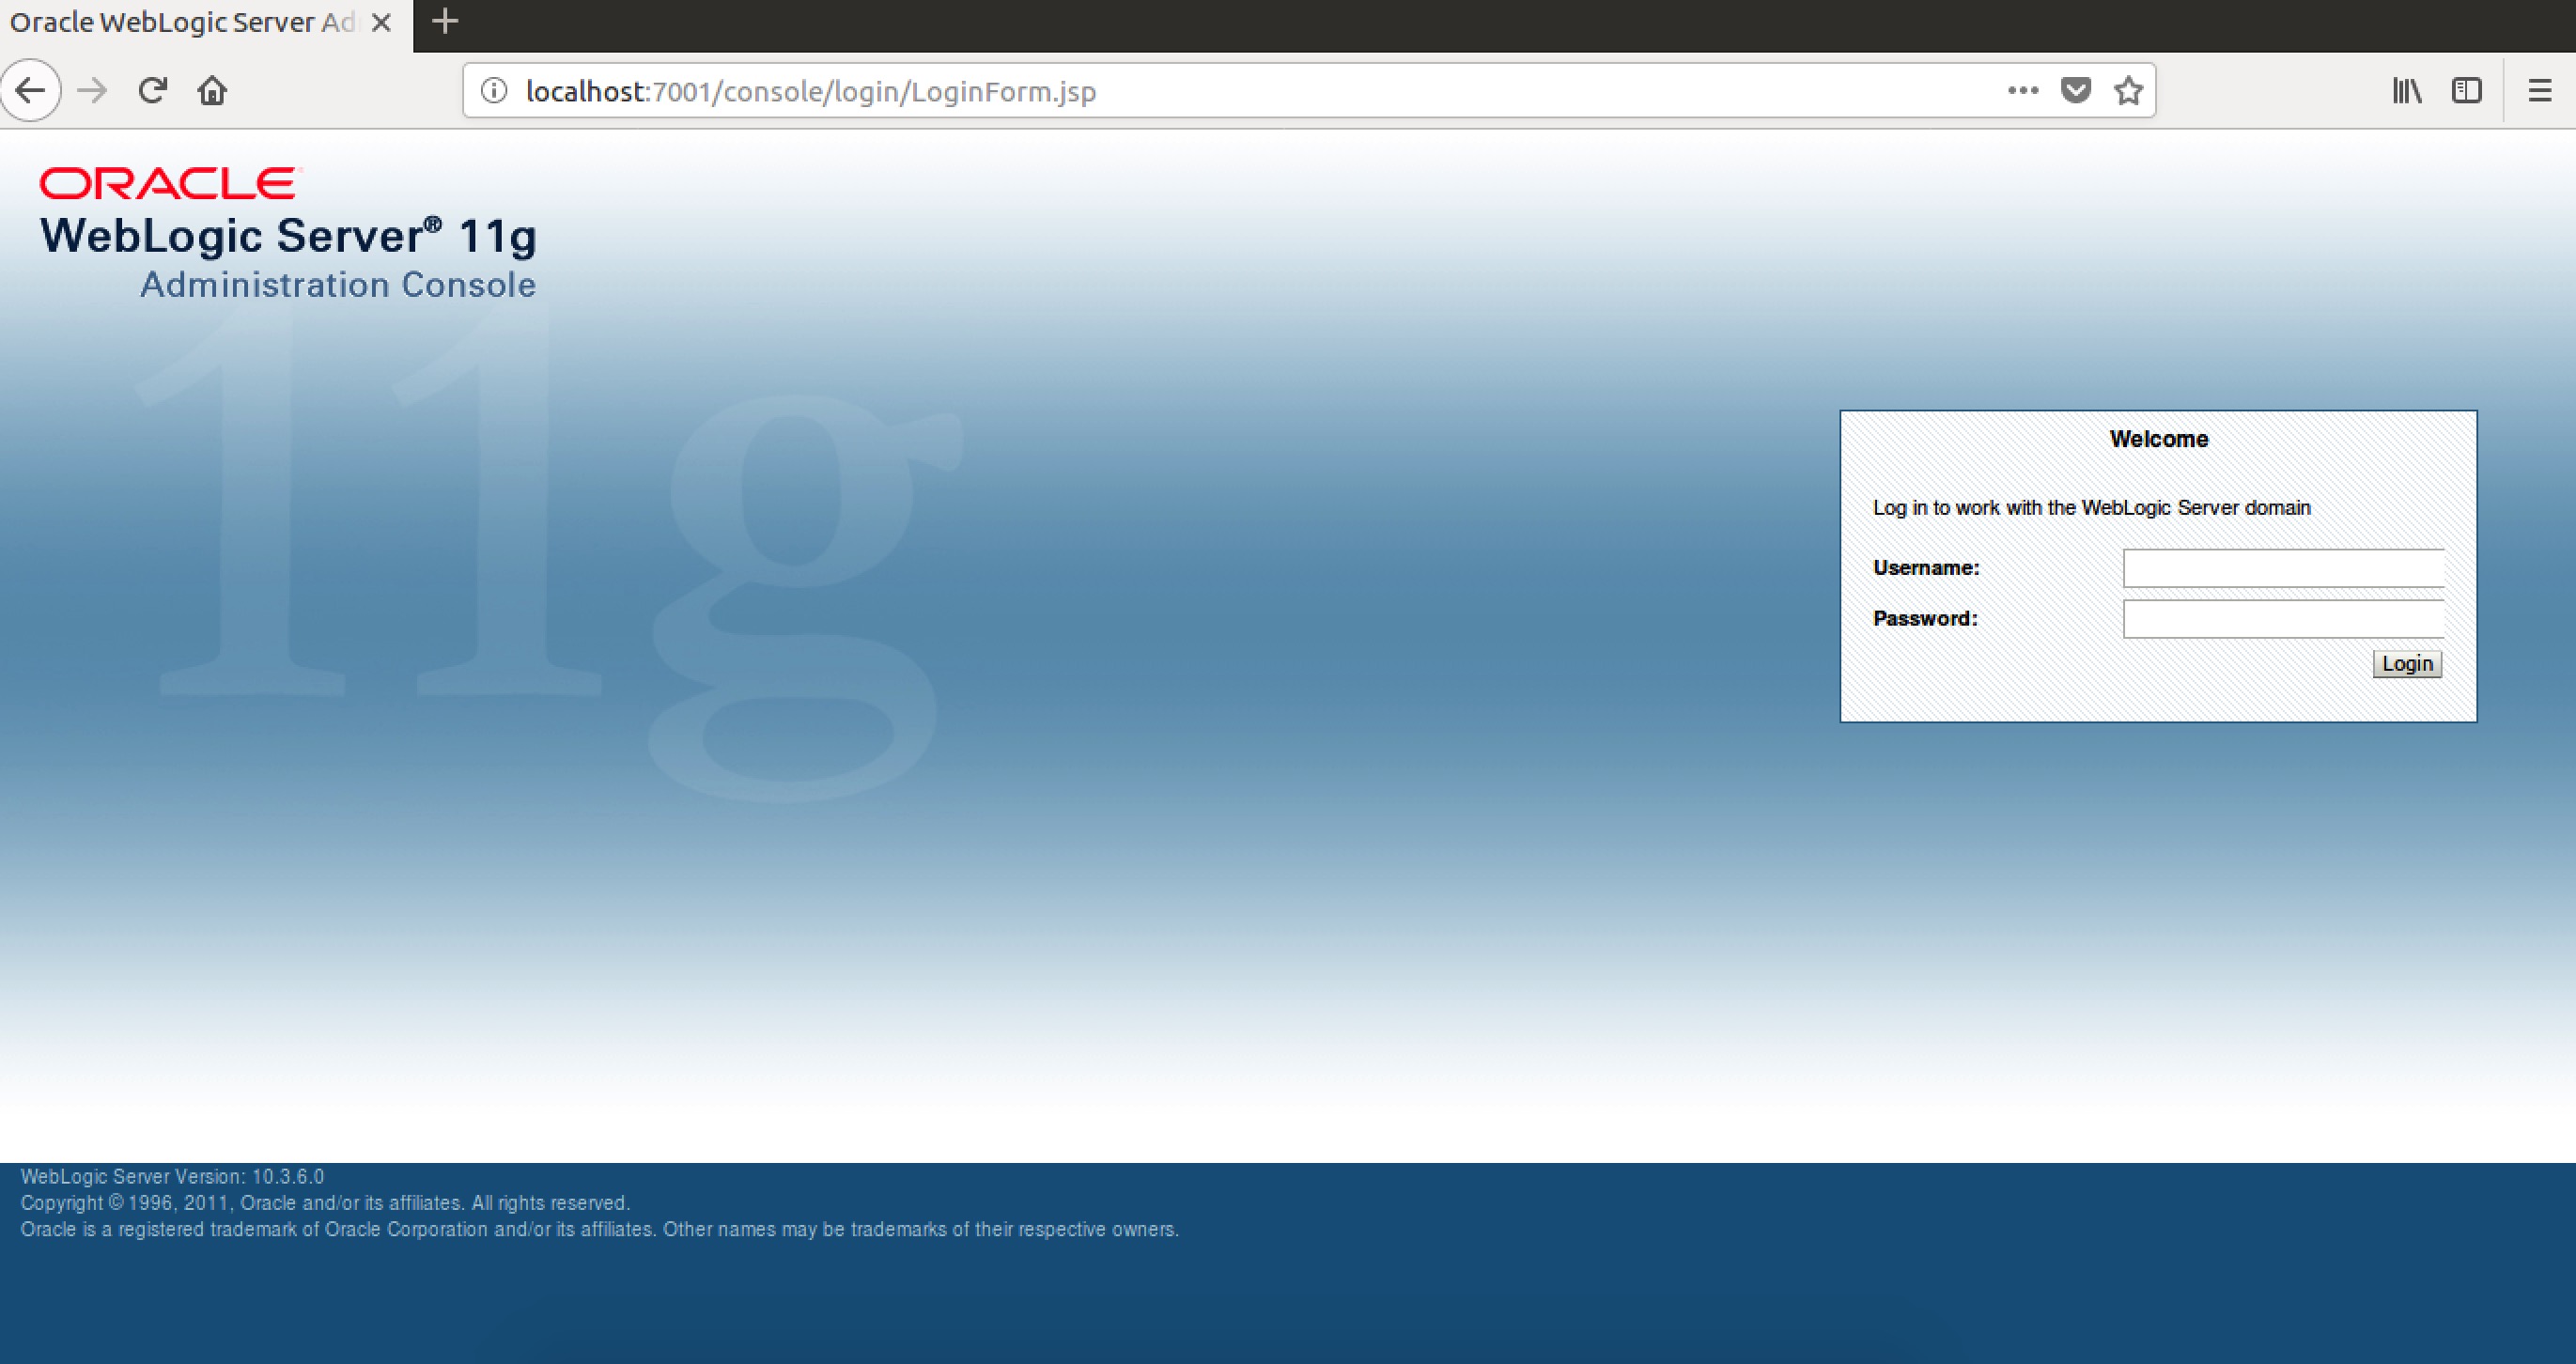 Oracle WebLogic Server Ad
localhost:7001/console/login/LoginForm.jsp
ORACLE
WebLogic Server® 11g
Administration Console
11g
Welcome
Log in to work with the WebLogic Server domain
Username:
Password:
Login
WebLogic Server Version: 10.3.6.0
Copyright © 1996, 2011, Oracle and/or its affiliates. All rights reserved.
Oracle is a registered trademark of Oracle Corporation and/or its affiliates. Other names may be trademarks of their respective owners.